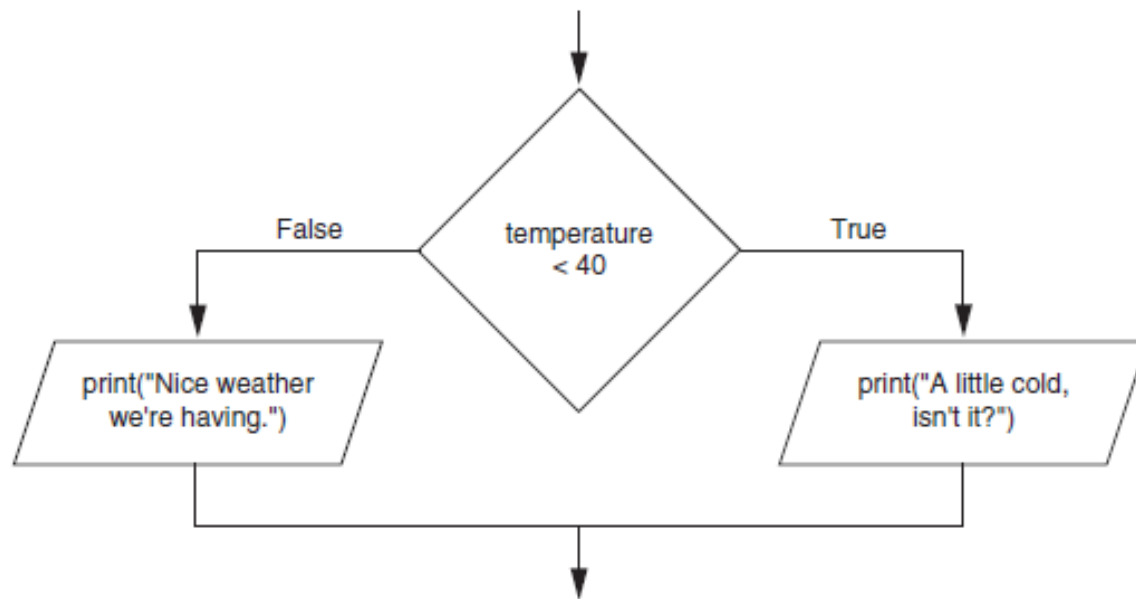 False
temperature
< 40
True
print("Nice weather
we're having.")
print("A little cold,
isn't it?")